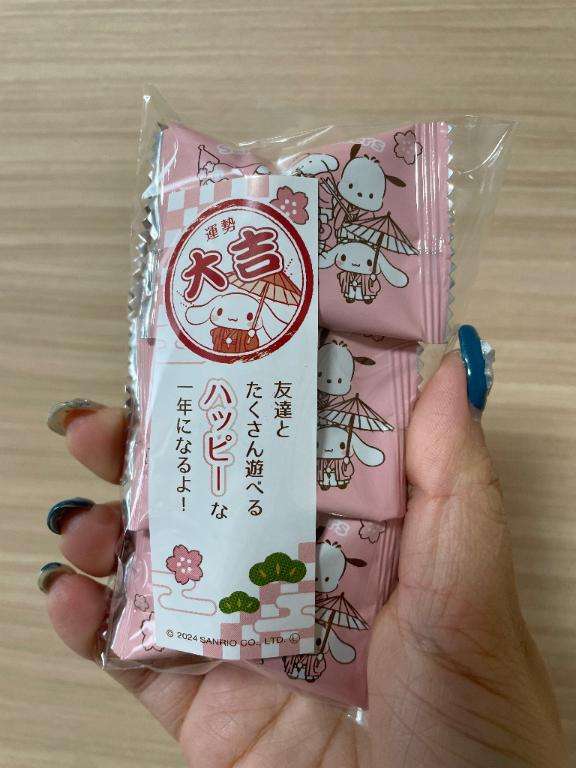 運勢
大吉
友達と
たくさん遊べる
ハッピーな
一年になるよ！
© 2024 SANRIO CO., LTD. Ⓛ